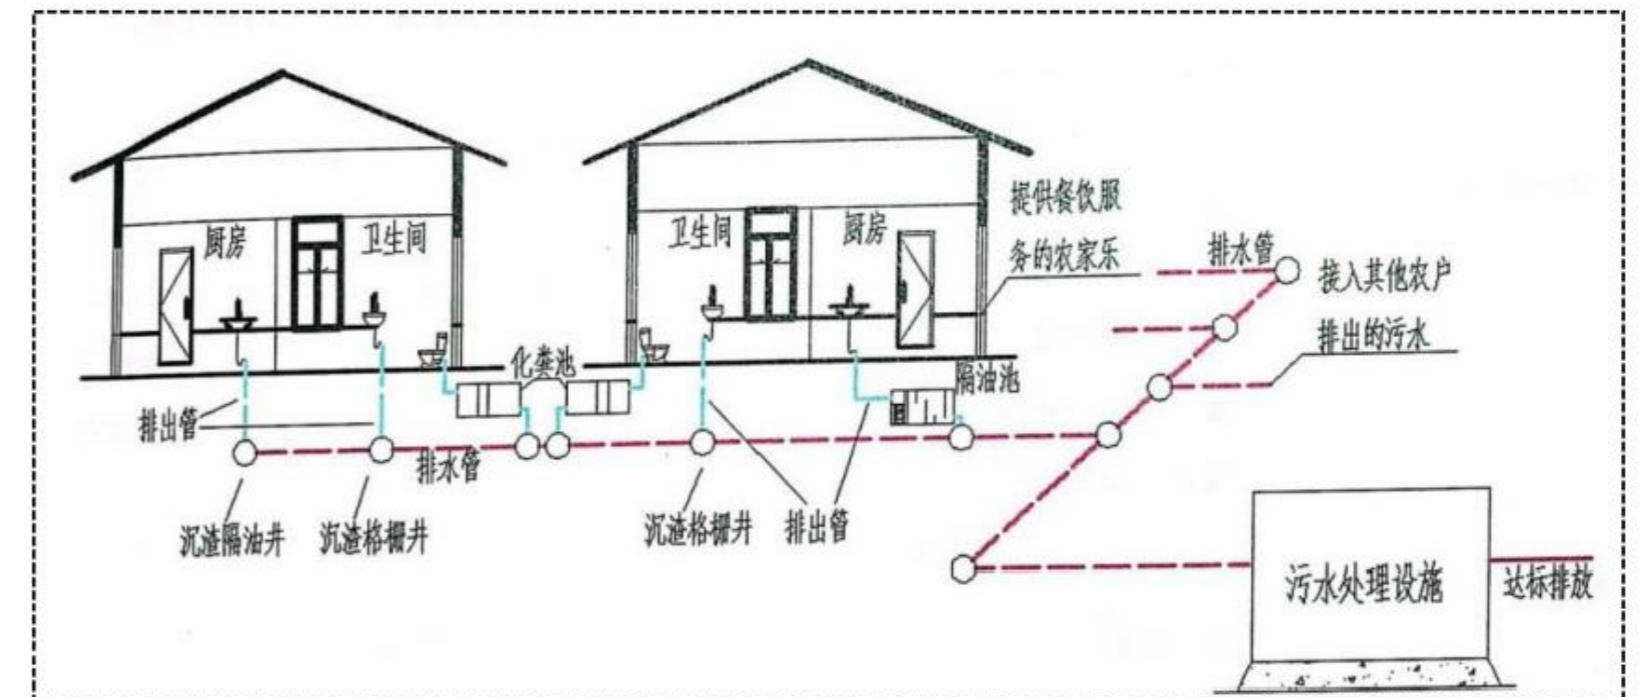 提供餐饮服
务的农家乐
厨房
卫生间
卫生间
厨房
排水管
接入其他农户
排出的污水
化粪池
隔油池
排出管
排水管
沉渣隔油井
沉渣格栅井
沉渣格栅井
排出管
污水处理设施
达标排放